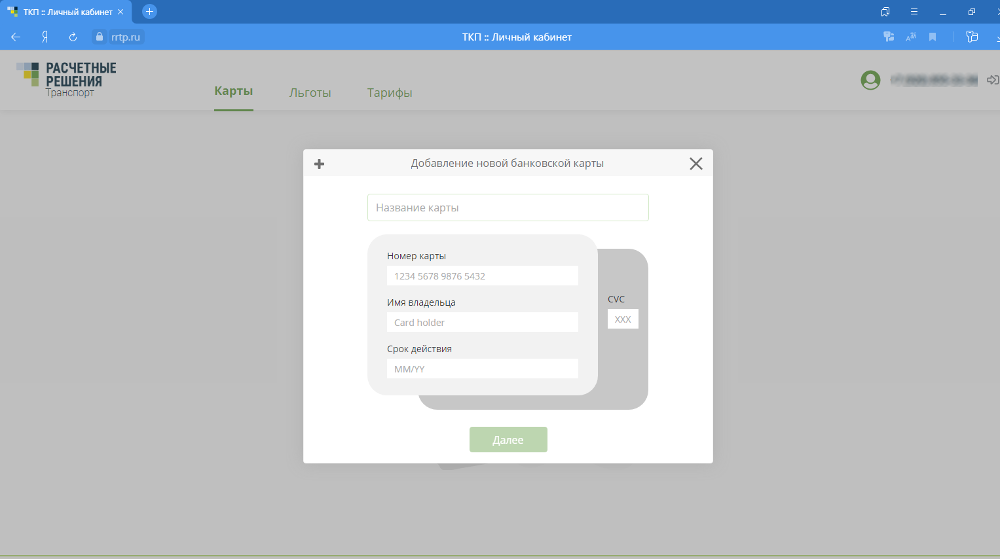 ТКП :: Личный кабинет
rrtp.ru
ТКП :: Личный кабинет
РАСЧЕТНЫЕ
РЕШЕНИЯ
Транспорт
Карты
Льготы
Тарифы
Добавление новой банковской карты
Название карты
Номер карты
1234 5678 9876 5432
Имя владельца
Card holder
Срок действия
MM/YY
CVC
XXX
Далее